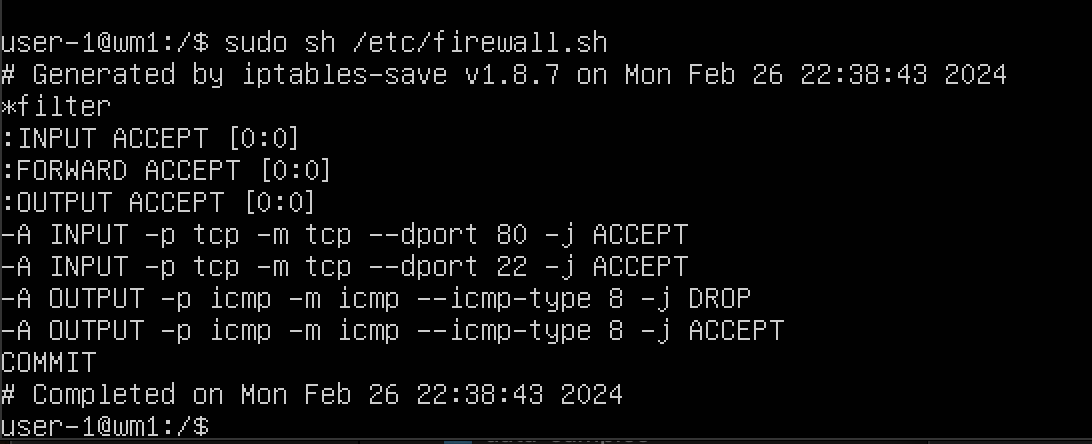 user-1@wm1:/$ sudo sh /etc/firewall.sh
# Generated by iptables-save v1.8.7 on Mon Feb 26 22:38:43 2024
*filter
:INPUT ACCEPT [0:0]
:FORWARD ACCEPT [0:0]
:OUTPUT ACCEPT [0:0]
-A INPUT -p tcp -m tcp --dport 80 -j ACCEPT
-A INPUT -p tcp -m tcp --dport 22 -j ACCEPT
-A OUTPUT -p icmp -m icmp --icmp-type 8 -j DROP
-A OUTPUT -p icmp -m icmp --icmp-type 8 -j ACCEPT
COMMIT
# Completed on Mon Feb 26 22:38:43 2024
user-1@wm1:/$